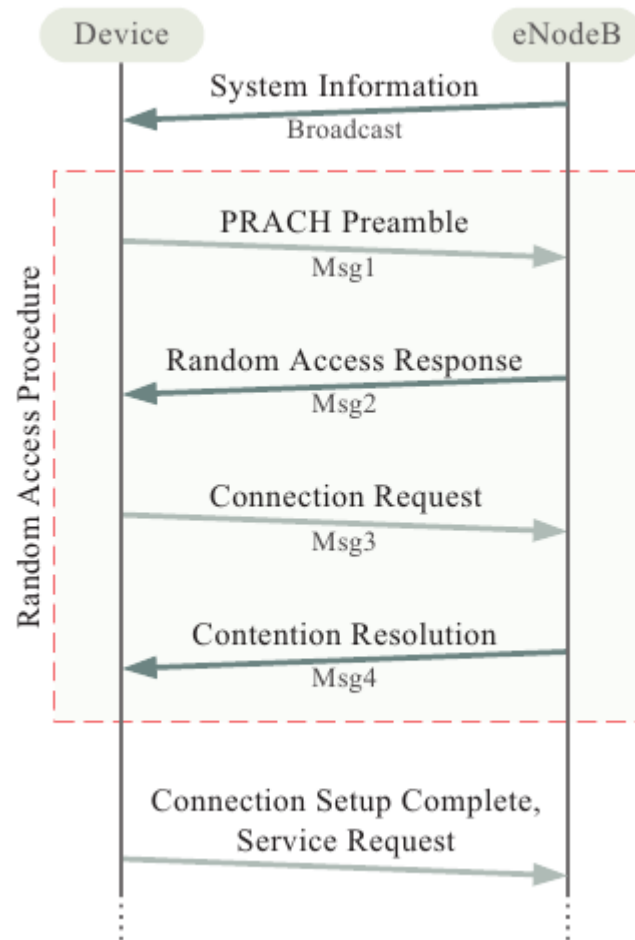 Device
eNodeB
System Information
Broadcast
Random Access Procedure
PRACH Preamble
Msg1
Random Access Response
Msg2
Connection Request
Msg3
Contention Resolution
Msg4
Connection Setup Complete,
Service Request